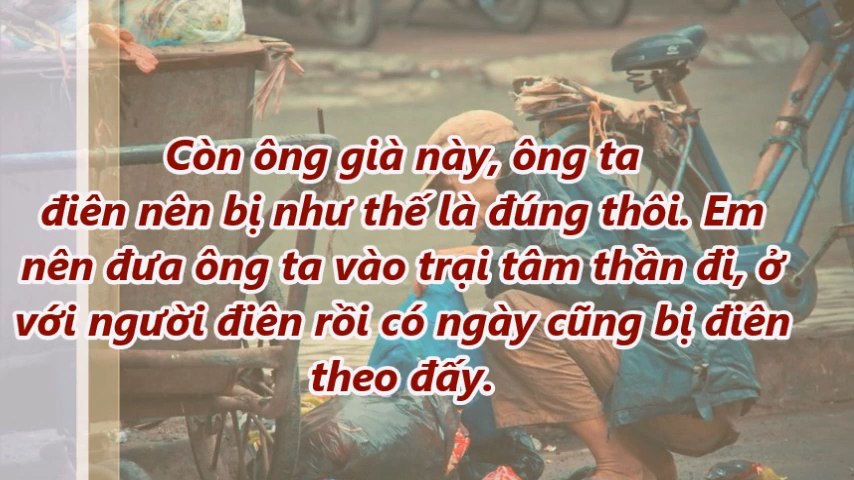 Còn ông già này, ông ta
điên nên bị như thế là đúng thôi. Em
nên đưa ông ta vào trại tâm thần đi, ở
với người điên rồi có ngày cũng bị điên
theo đấy.